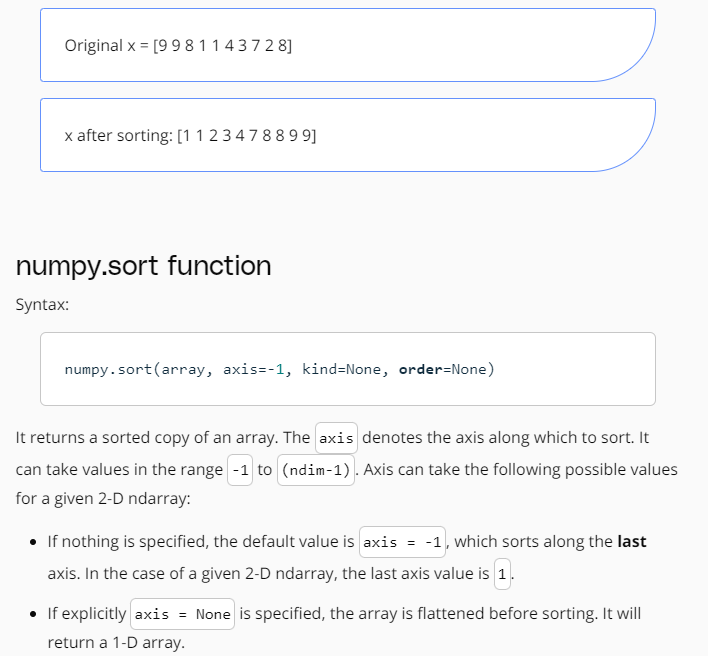 Original x = [9 9 8 1 1 4 3 7 2 8]
x after sorting: [1 1 2 3 4 7 8 8 9 9]
numpy.sort function
Syntax:
numpy.sort(array, axis=-1, kind=None, order=None)
It returns a sorted copy of an array. The axis denotes the axis along which to sort. It
can take values in the range -1 to (ndim-1). Axis can take the following possible values
for a given 2-D ndarray:
• If nothing is specified, the default value is axis = -1, which sorts along the last
axis. In the case of a given 2-D ndarray, the last axis value is 1.
• If explicitly axis = None is specified, the array is flattened before sorting. It will
return a 1-D array.